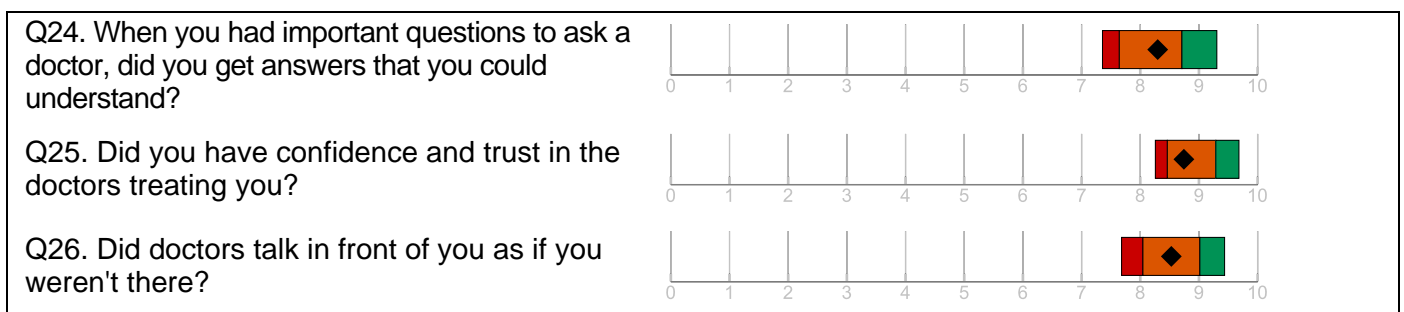 Q24. When you had important questions to ask a
doctor, did you get answers that you could
understand?
0 1 2 3 4 5 6 7 8 9 10
Q25. Did you have confidence and trust in the
doctors treating you?
0 1 2 3 4 5 6 7 8 9 10
Q26. Did doctors talk in front of you as if you
weren't there?
0 1 2 3 4 5 6 7 8 9 10